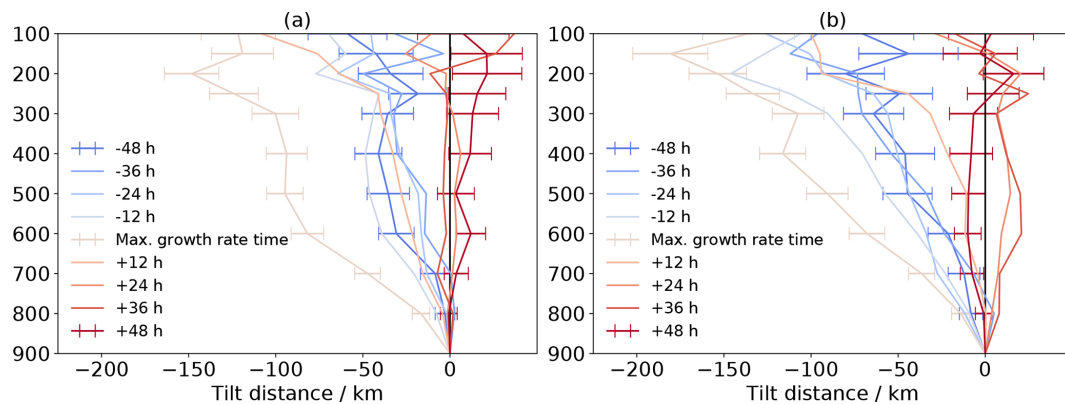 (a)
100
200
300
400
500
600
700
800
900
-48 h
-36 h
-24 h
-12 h
Max. growth rate time
+12 h
+24 h
+36 h
+48 h
−200 −150 −100 −50 0
Tilt distance / km
(b)
100
200
300
400
500
600
700
800
900
-48 h
-36 h
-24 h
-12 h
Max. growth rate time
+12 h
+24 h
+36 h
+48 h
−200 −150 −100 −50 0
Tilt distance / km